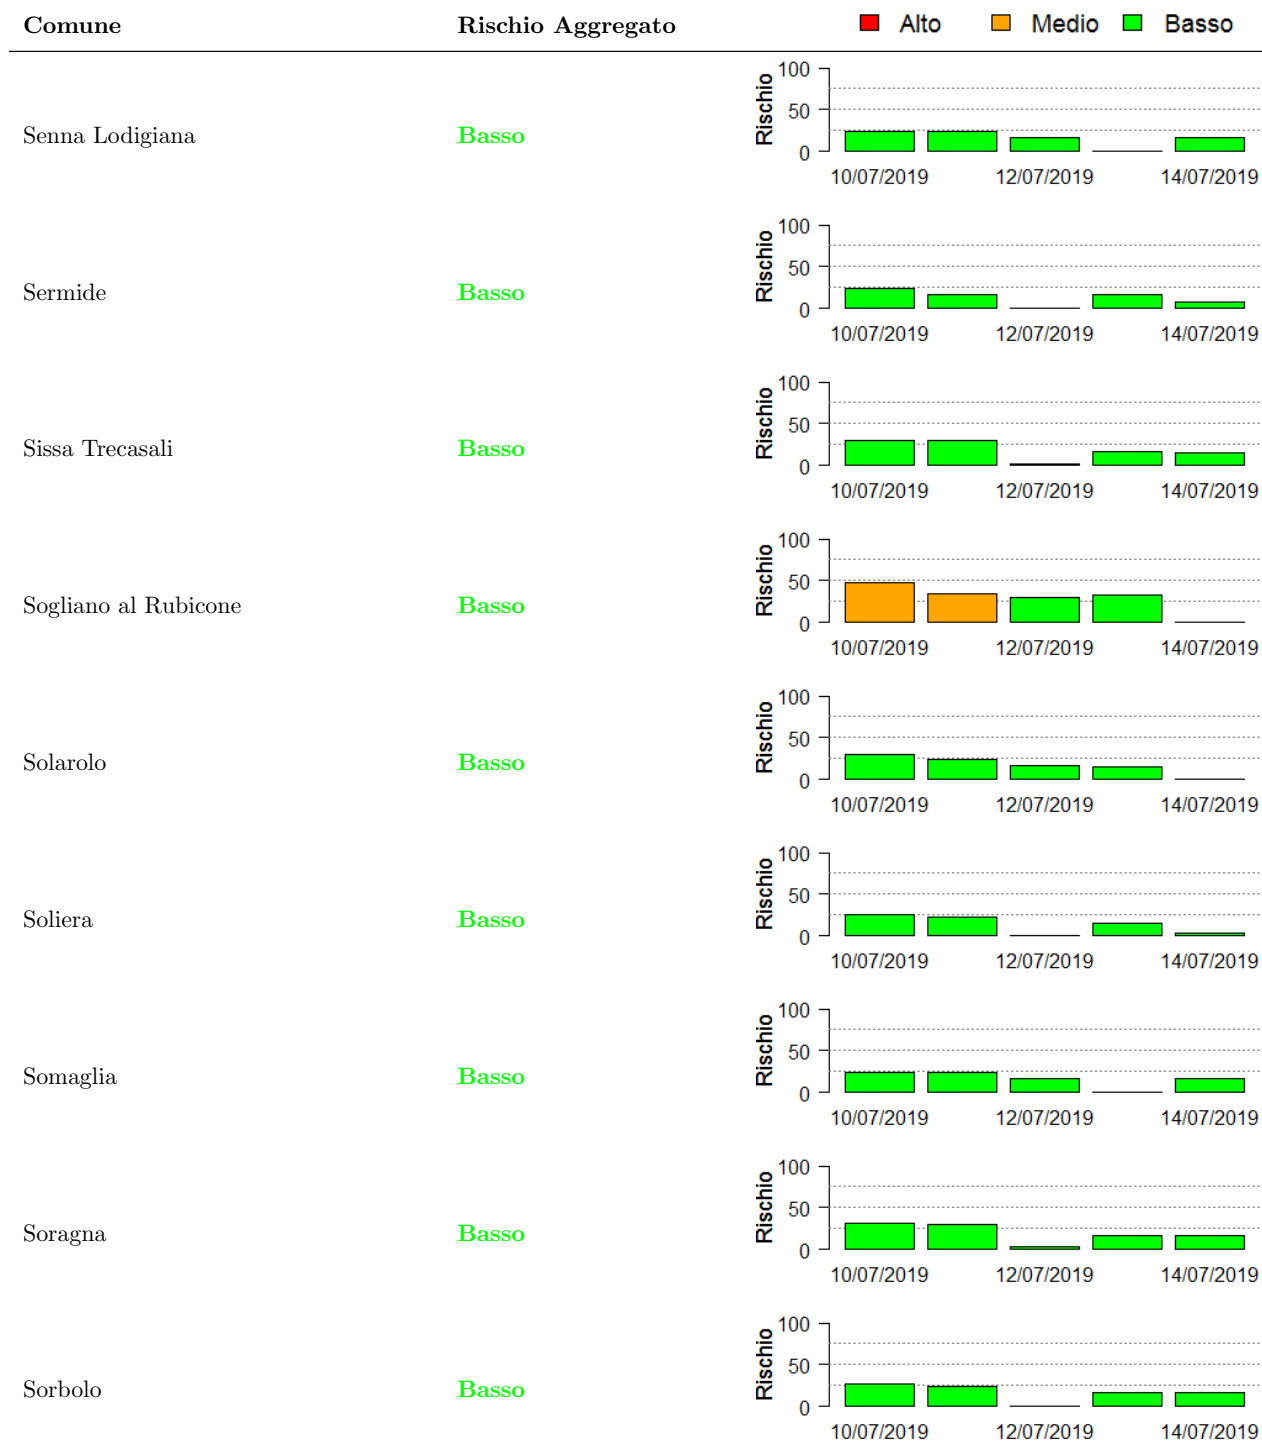 Comune Rischio Aggregato Alto Medio Basso
Senna Lodigiana Basso Rischio 100 50 0
10/07/2019 12/07/2019 14/07/2019
Sermide Basso Rischio 100 50 0
10/07/2019 12/07/2019 14/07/2019
Sissa Trecasali Basso Rischio 100 50 0
10/07/2019 12/07/2019 14/07/2019
Sogliano al Rubicone Basso Rischio 100 50 0
10/07/2019 12/07/2019 14/07/2019
Solarolo Basso Rischio 100 50 0
10/07/2019 12/07/2019 14/07/2019
Soliera Basso Rischio 100 50 0
10/07/2019 12/07/2019 14/07/2019
Somaglia Basso Rischio 100 50 0
10/07/2019 12/07/2019 14/07/2019
Soragna Basso Rischio 100 50 0
10/07/2019 12/07/2019 14/07/2019
Sorbolo Basso Rischio 100 50 0
10/07/2019 12/07/2019 14/07/2019